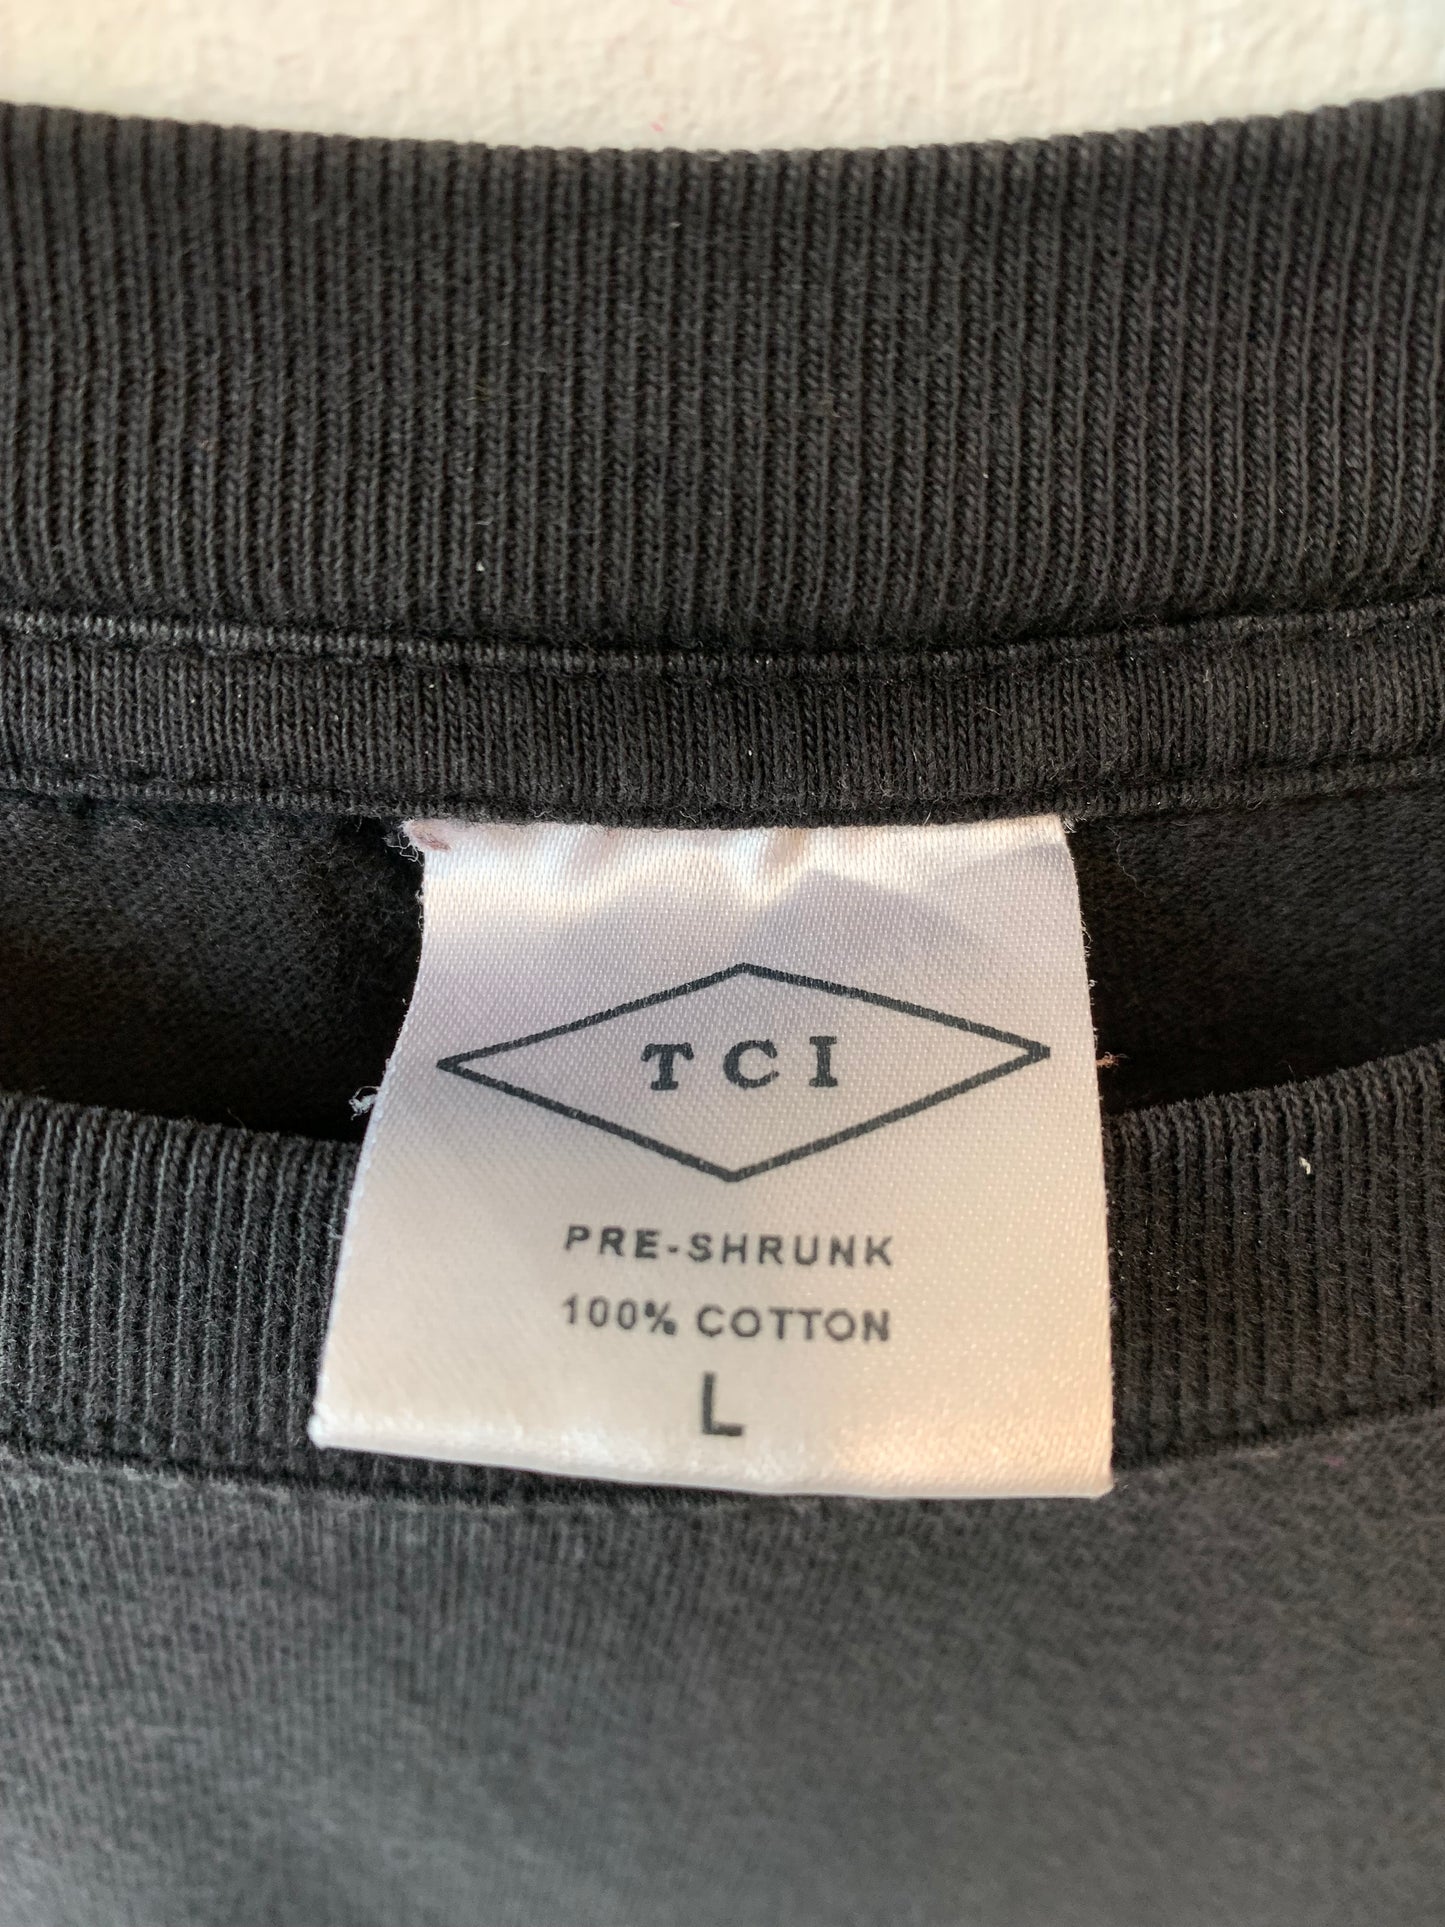 TCI
PRE-SHRUNK
100% COTTON
L